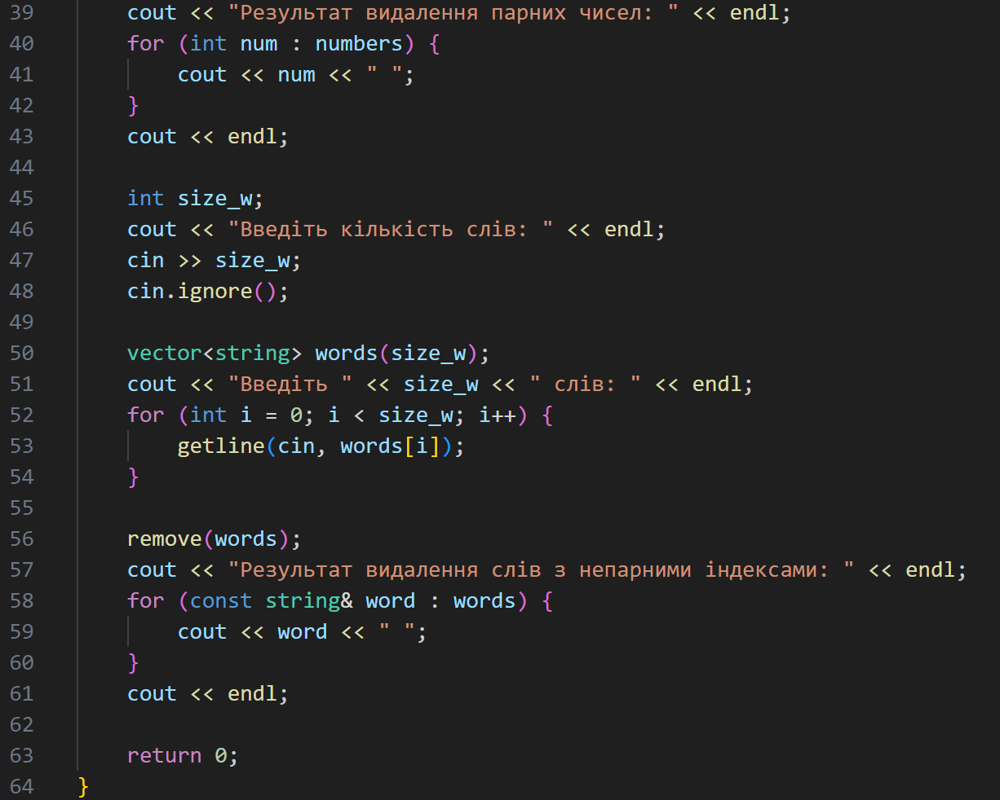 39 cout << "Результат видалення парних чисел: " << endl;
40 for (int num : numbers) {
41 cout << num << " ";
42 }
43 cout << endl;
44
45 int size_w;
46 cout << "Введіть кількість слів: " << endl;
47 cin >> size_w;
48 cin.ignore();
49
50 vector<string> words(size_w);
51 cout << "Введіть " << size_w << " слів: " << endl;
52 for (int i = 0; i < size_w; i++) {
53 getline(cin, words[i]);
54 }
55
56 remove(words);
57 cout << "Результат видалення слів з непарними індексами: " << endl;
58 for (const string& word : words) {
59 cout << word << " ";
60 }
61 cout << endl;
62
63 return 0;
64 }